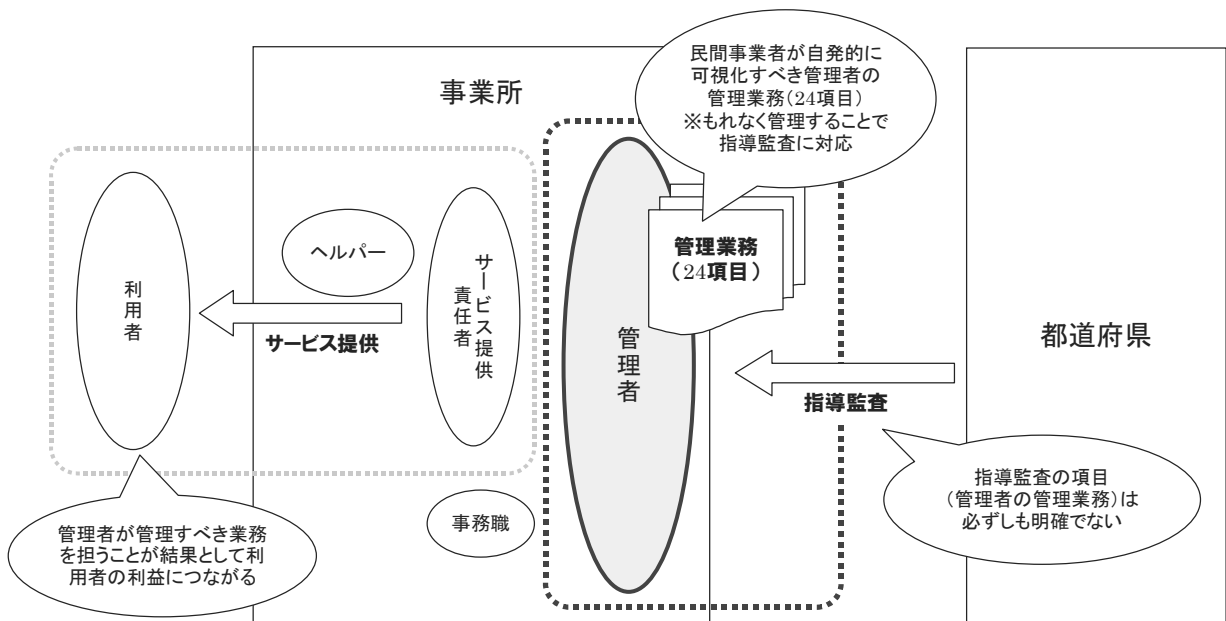 事業所
民間事業者が自発的に
可視化すべき管理者の
管理業務（24項目）
※もれなく管理することで
指導監査に対応
管理業務
（24項目）
ヘルパー
利用者
サービス提供
責任者
サービス提供
管理者
都道府県
指導監査
指導監査の項目
（管理者の管理業務）は
必ずしも明確でない
事務職
管理者が管理すべき業務
を担うことが結果として利
用者の利益につながる